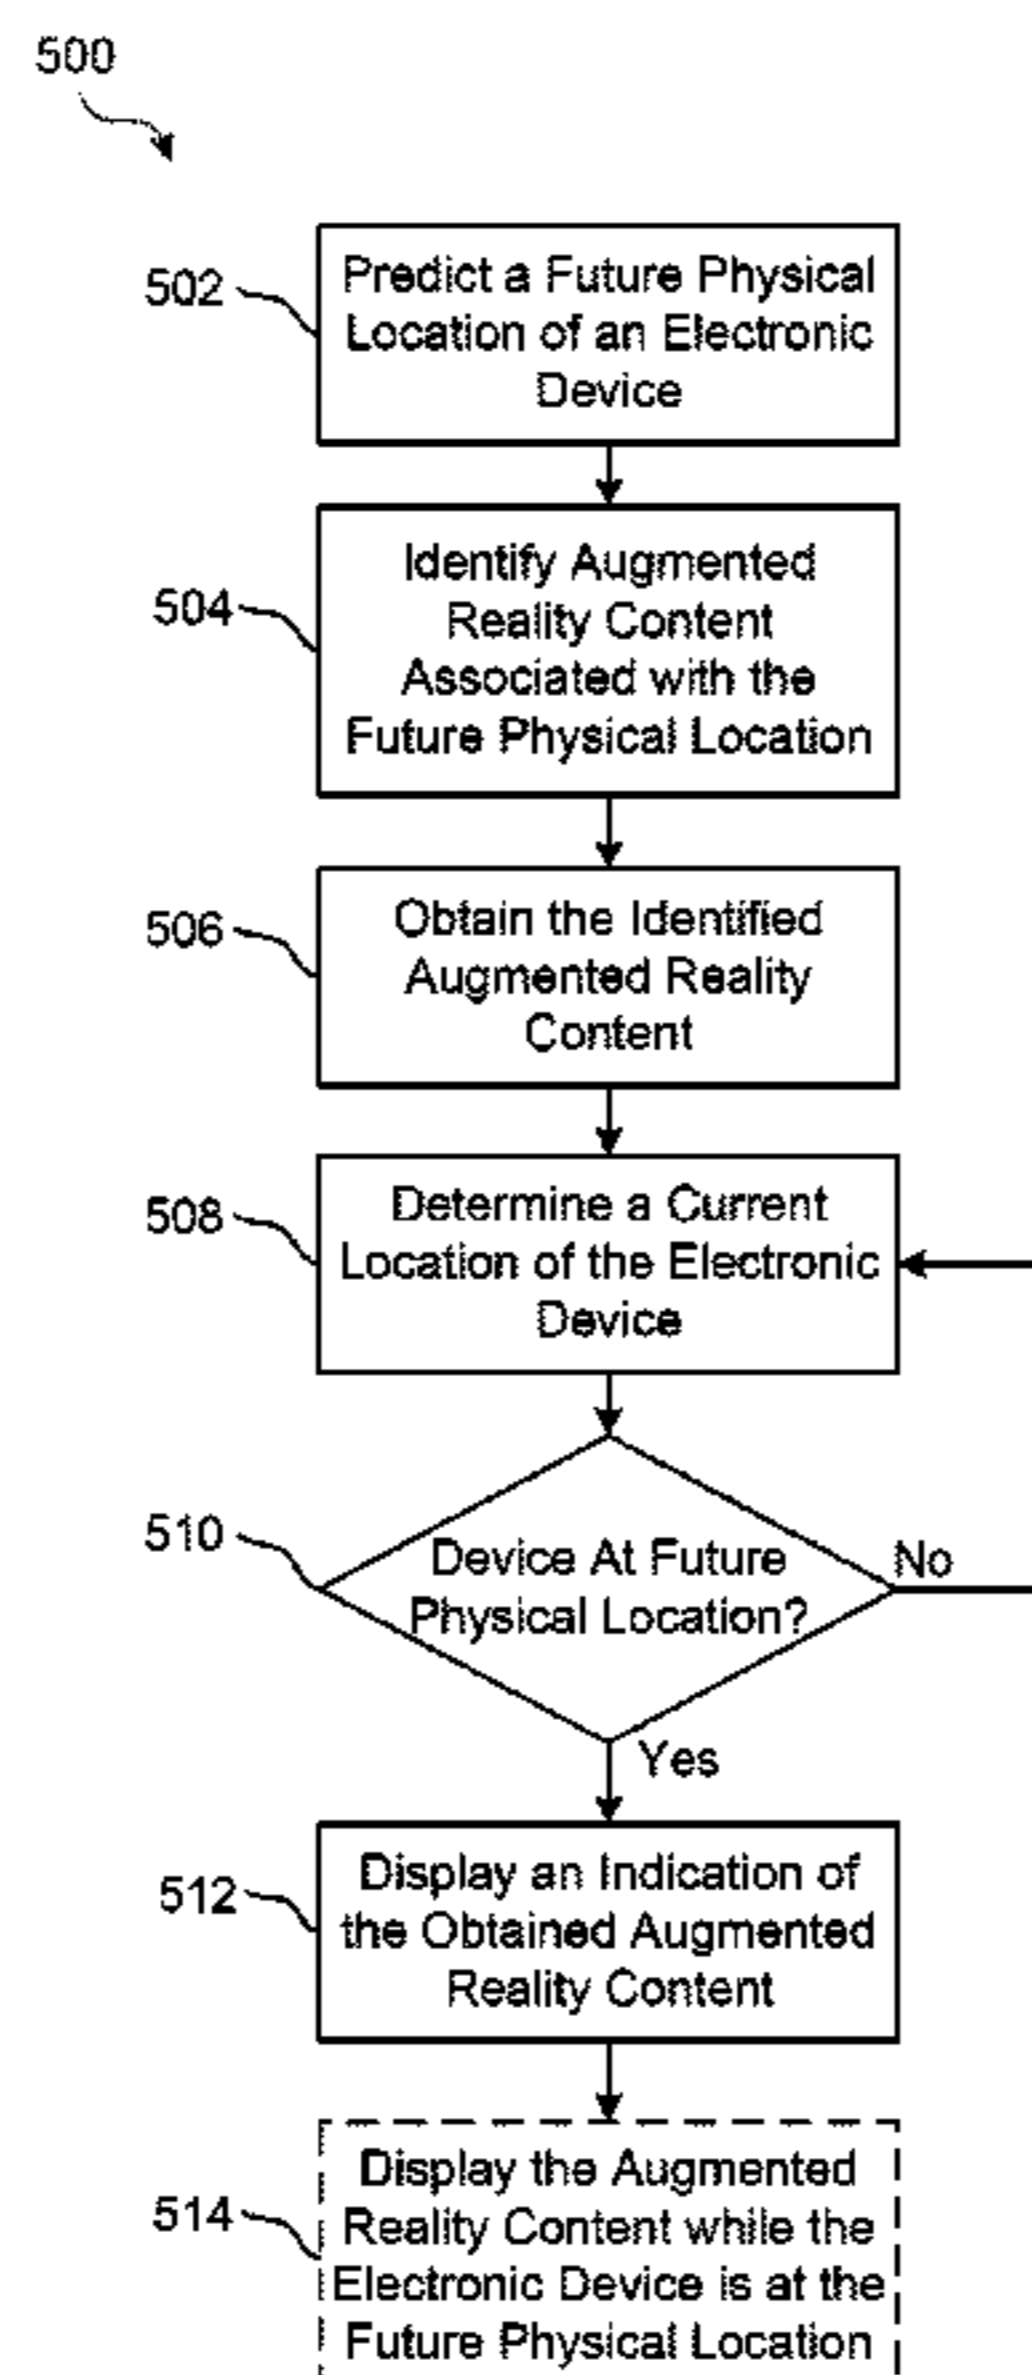 500
502
Predict a Future Physical
Location of an Electronic
Device
504
Identify Augmented
Reality Content
Associated with the
Future Physical Location
506
Obtain the Identified
Augmented Reality
Content
508
Determine a Current
Location of the Electronic
Device
510
Device At Future
Physical Location?
No
Yes
512
Display an Indication of
the Obtained Augmented
Reality Content
514
Display the Augmented
Reality Content while the
Electronic Device is at the
Future Physical Location